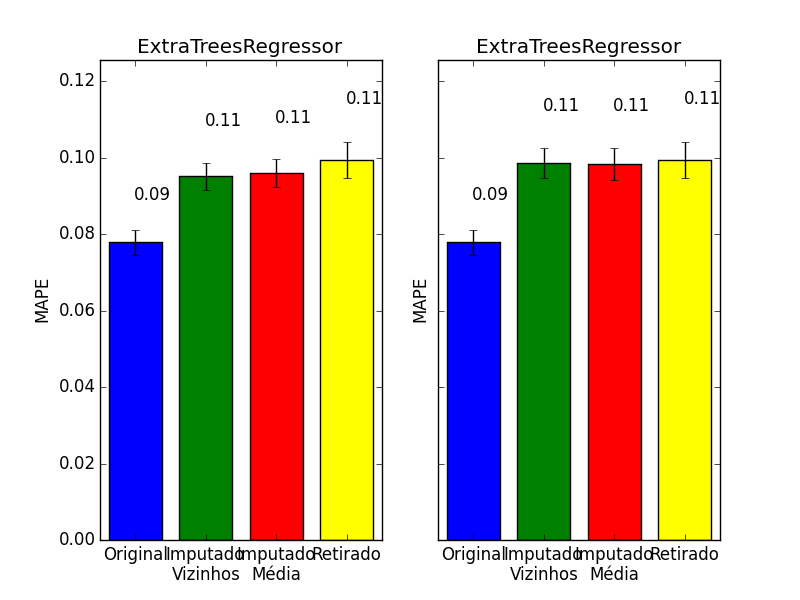 ExtraTreesRegressor
MAPE
0.12
0.10
0.08
0.06
0.04
0.02
0.00
0.09
0.11
0.11
0.11
Original
Imputado
Vizinhos
Imputado
Média
Retirado
ExtraTreesRegressor
MAPE
0.09
0.11
0.11
0.11
Original
Imputado
Vizinhos
Imputado
Média
Retirado